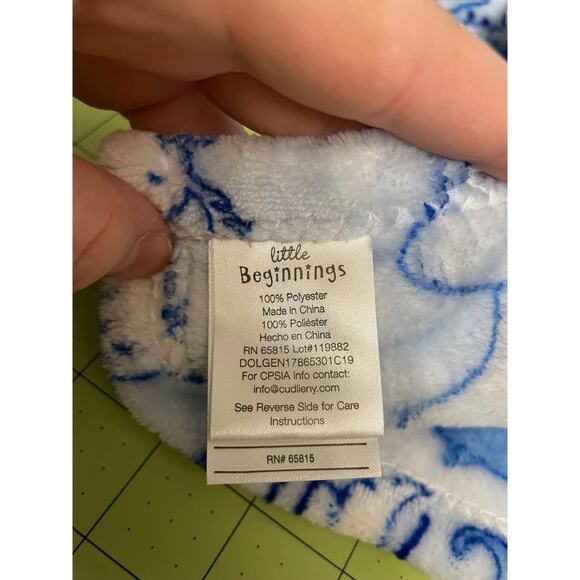 little
Beginnings
100% Polyester
Made in China
100% Poliéster
Hecho en China
RN 65815 Lot#119882
DOLGEN17865301C19
For CPSIA info contact:
info@cudlieny.com
See Reverse Side for Care
Instructions
RN# 65815